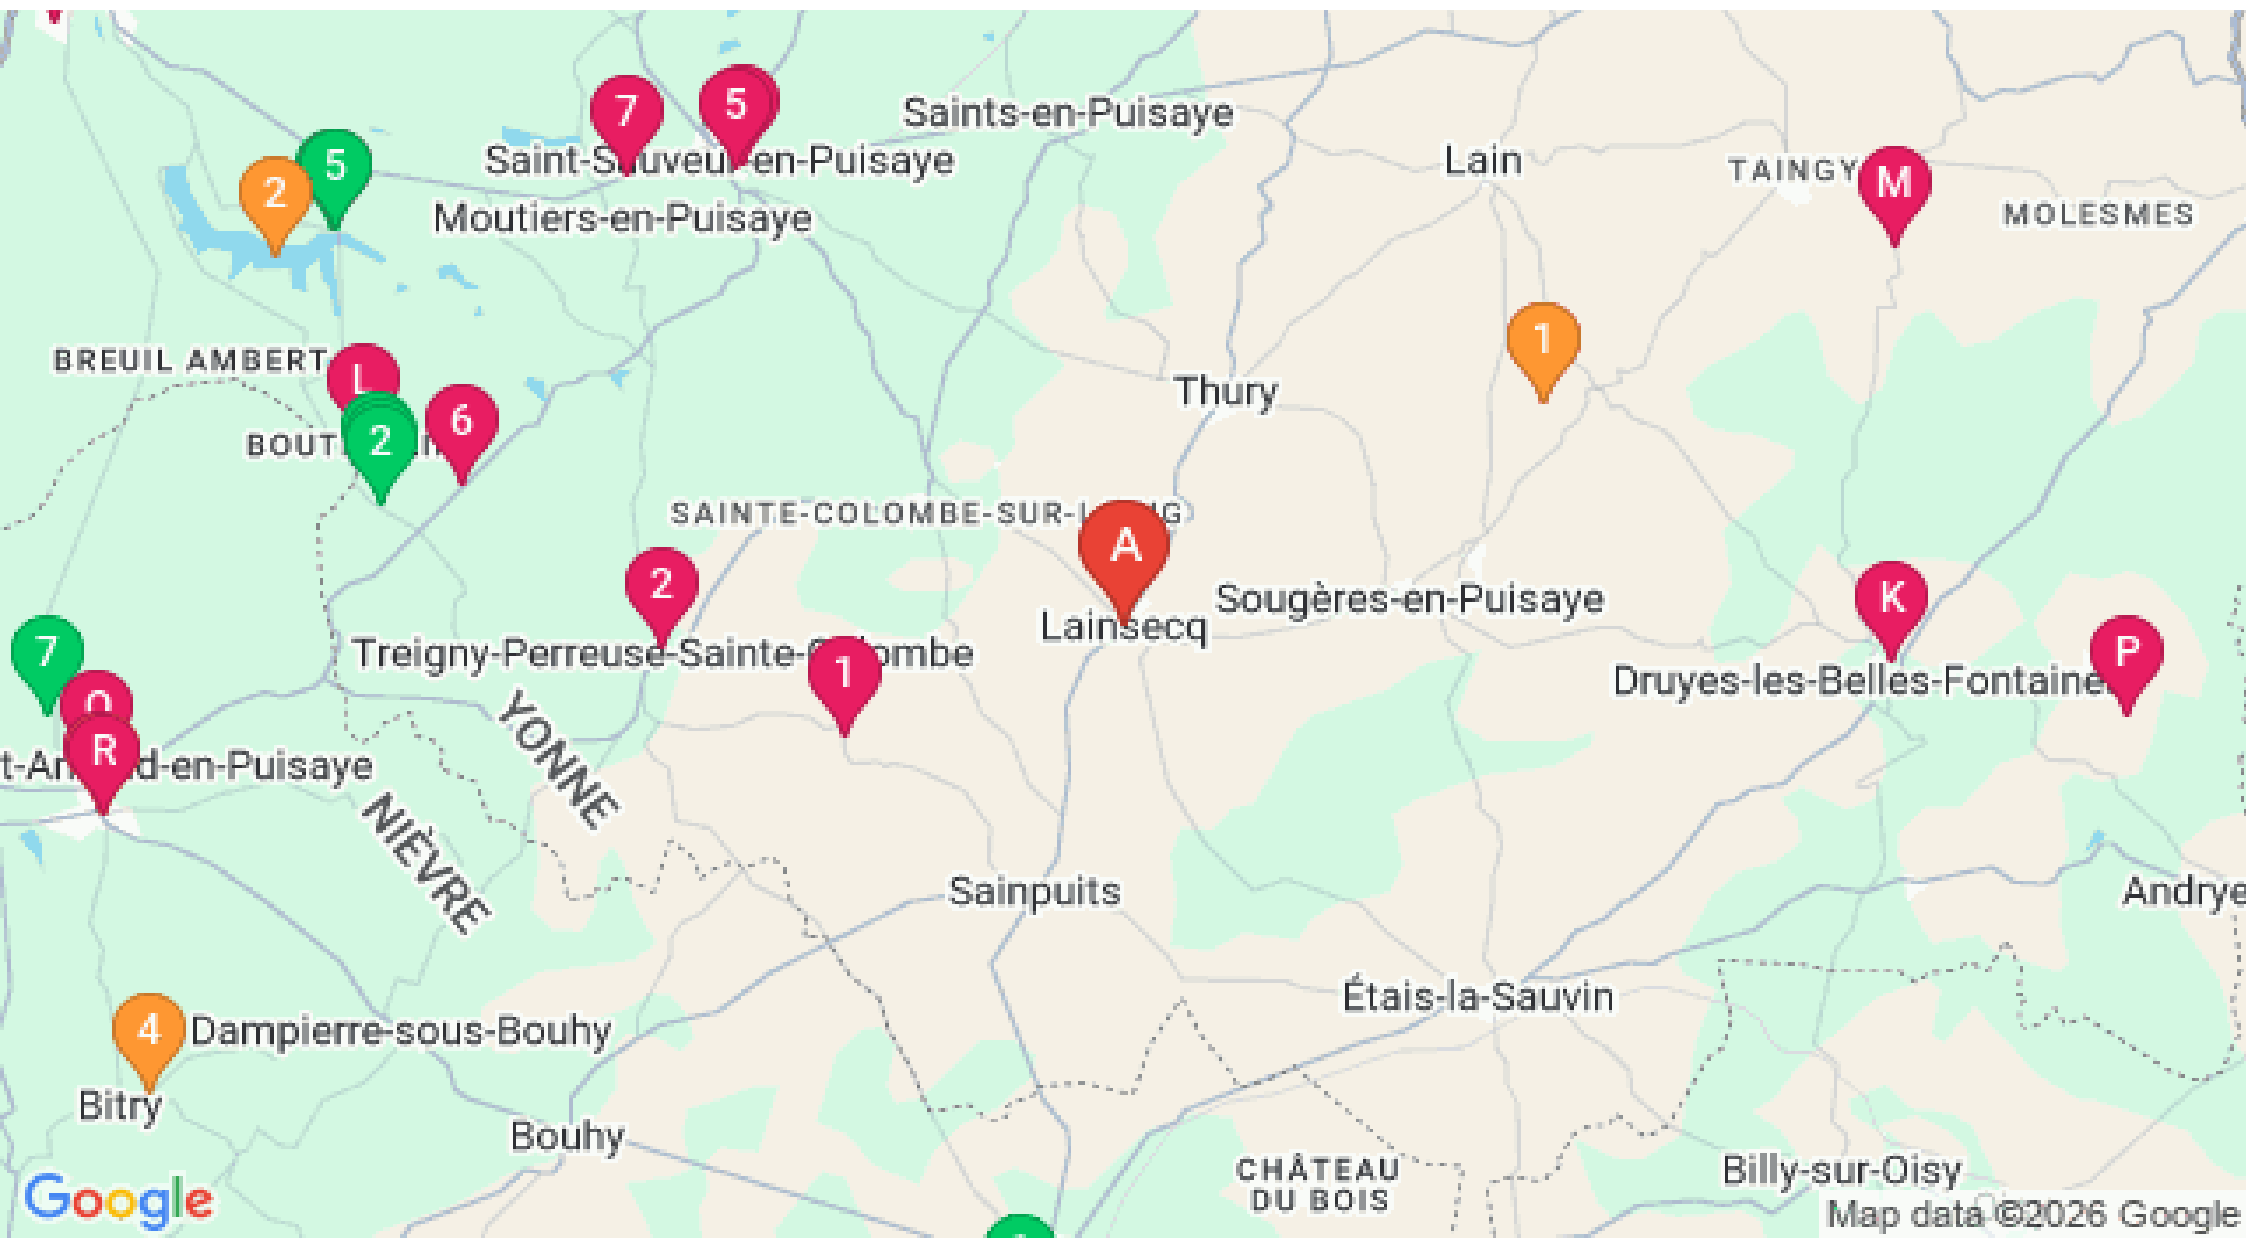 7
5
Saints-en-Puisaye
5
Saint-Sauveur-en-Puisaye
Lain
TAINGY
M
2
Moutiers-en-Puisaye
MOLESMES
1
BREUIL AMBERT
L
Thury
6
2
SAINTE-COLOMBE-SUR-L
G
A
2
Sougères-en-Puisaye
K
Lainsecq
7
Treigny-Perreuse-Sainte-
ombe
1
Druyes-les-Belles-Fontaine
P
R
d-en-Puisaye
YONNE
NIÈVRE
Sainpuits
Andrye
Étais-la-Sauvin
4
Dampierre-sous-Bouhy
Bitry
Bouhy
CHÂTEAU
DU BOIS
Billy-sur-Oisy
Google
Map data ©2026 Google